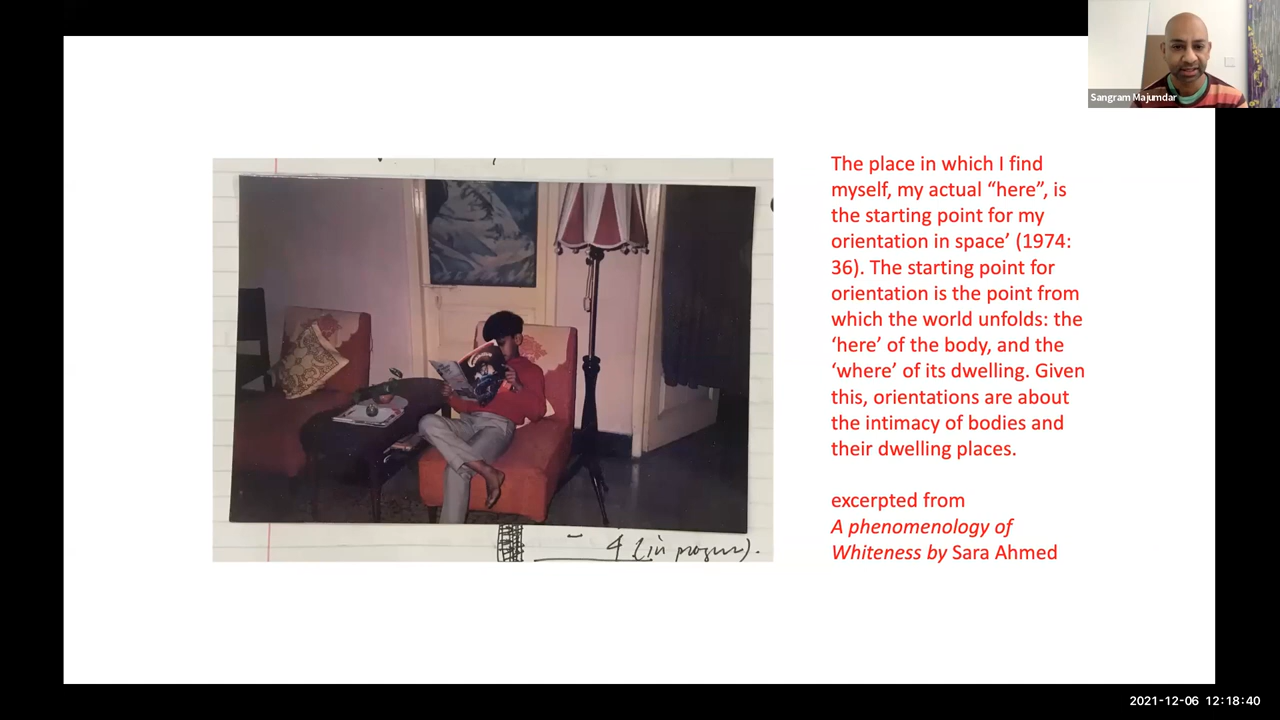 Sangram Majumdar
The place in which I find
myself, my actual “here”, is
the starting point for my
orientation in space’ (1974:
36). The starting point for
orientation is the point from
which the world unfolds: the
‘here’ of the body, and the
‘where’ of its dwelling. Given
this, orientations are about
the intimacy of bodies and
their dwelling places.
excerpted from
A phenomenology of
Whiteness by Sara Ahmed
4 (in
2021-12-06 12:18:40